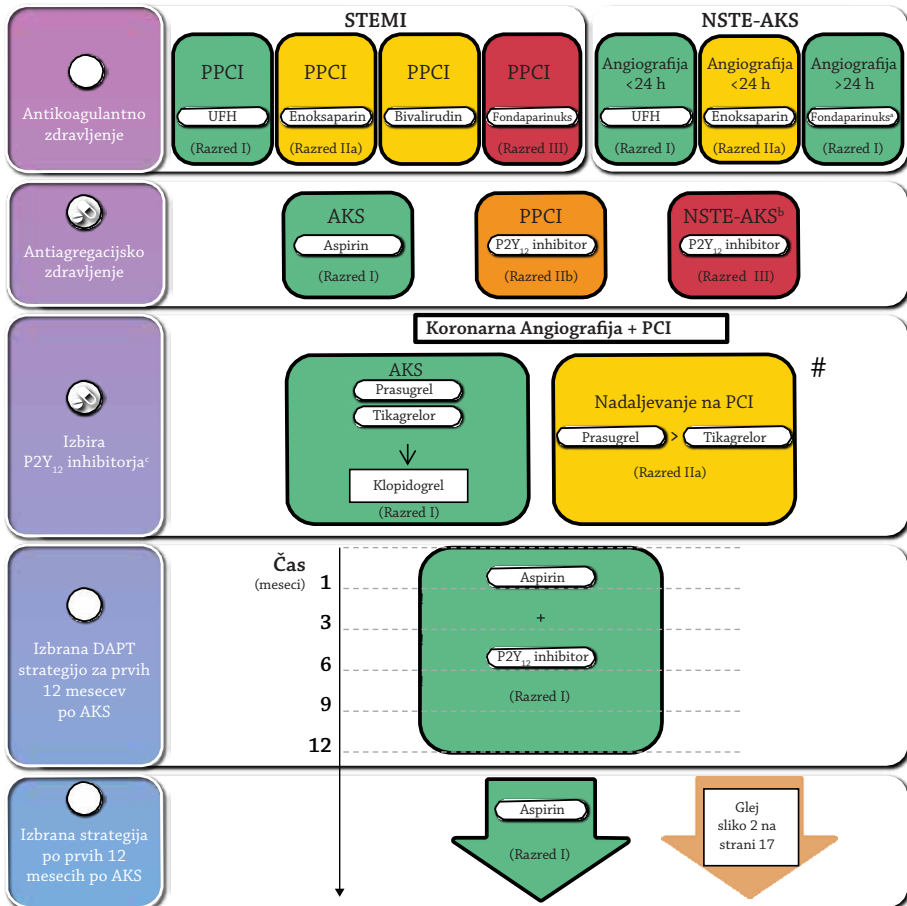 STEMI
NSTE-AKS
Antikoagulantno
zdravljenje
PPCI
UFH
(Razred I)
PPCI
Enoksaparin
(Razred IIa)
PPCI
Bivalirudin
PPCI
Fondaparinuks
(Razred III)
Angiografija
<24 h
UFH
(Razred I)
Angiografija
<24 h
Enoksaparin
(Razred IIa)
Angiografija
>24 h
Fondaparinuksᵃ
(Razred I)
Antiagregacijsko
zdravljenje
AKS
Aspirin
(Razred I)
PPCI
P2Y₁₂ inhibitor
(Razred IIb)
NSTE-AKSᵇ
P2Y₁₂ inhibitor
(Razred III)
Izbira
P2Y₁₂ inhibitorjaᶜ
Koronarna Angiografija + PCI
AKS
Prasugrel
Tikagrelor
Klopidogrel
(Razred I)
Nadaljevanje na PCI
Prasugrel > Tikagrelor
(Razred IIa)
#
Izbrana DAPT
strategijo za prvih
12 mesecev
po AKS
Čas
(meseci)
1
3
6
9
12
Aspirin
+
P2Y₁₂ inhibitor
(Razred I)
Izbrana strategija
po prvih 12
mesecih po AKS
Aspirin
(Razred I)
Glej
sliko 2 na
strani 17